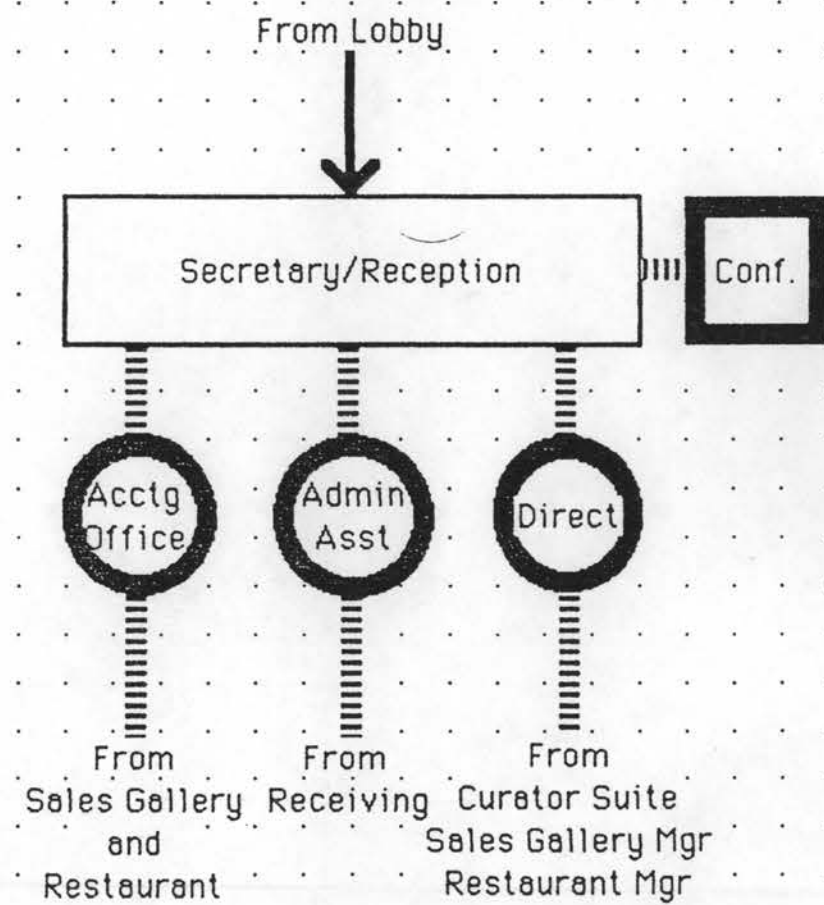 From Lobby
Secretary/Reception
Conf.
Acctg
Office
Admin
Asst
Direct
From
Sales Gallery
and
Restaurant
From
Receiving
From
Curator Suite
Sales Gallery Mgr
Restaurant Mgr